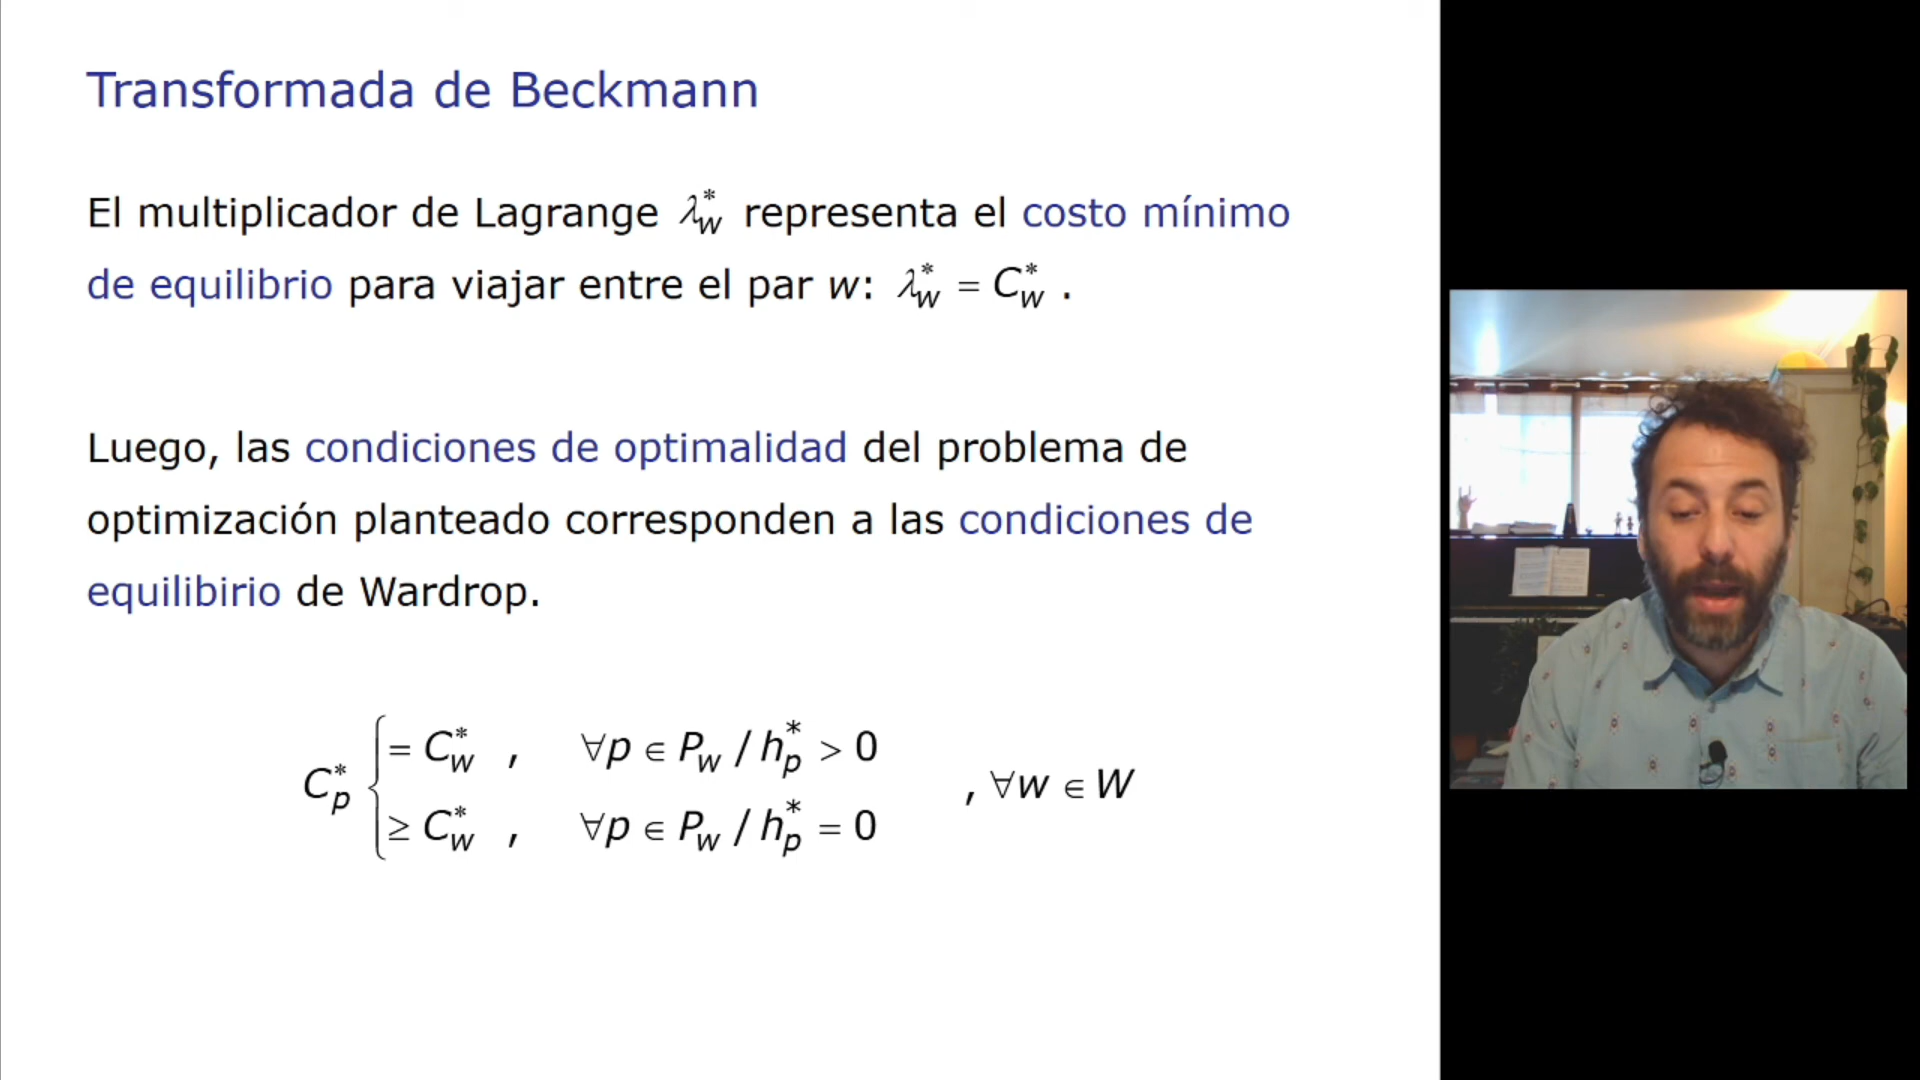 Transformada de Beckmann
El multiplicador de Lagrange λ*w representa el costo mínimo
de equilibrio para viajar entre el par w: λ*w = C*w .
Luego, las condiciones de optimalidad del problema de
optimización planteado corresponden a las condiciones de
equilibirio de Wardrop.
C*p { = C*w , ∀p ∈ Pw / h*p > 0
≥ C*w , ∀p ∈ Pw / h*p = 0
, ∀w ∈ W